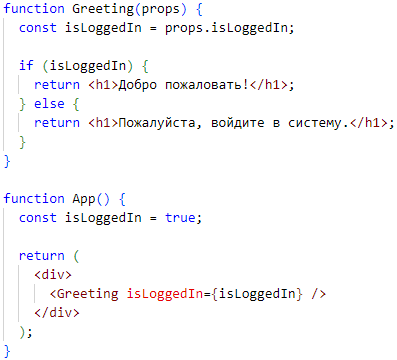 function Greeting(props) {
  const isLoggedIn = props.isLoggedIn;

  if (isLoggedIn) {
    return <h1>Добро пожаловать!</h1>;
  } else {
    return <h1>Пожалуйста, войдите в систему.</h1>;
  }
}

function App() {
  const isLoggedIn = true;

  return (
    <div>
      <Greeting isLoggedIn={isLoggedIn} />
    </div>
  );
}